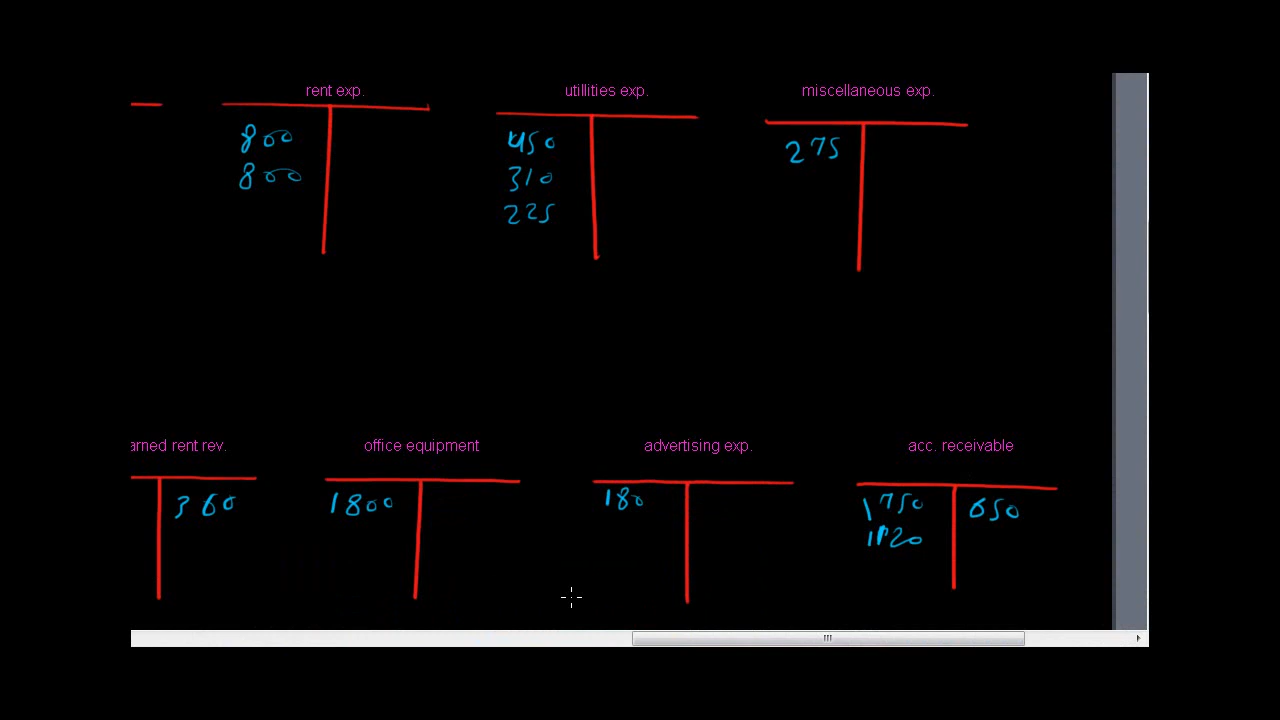 rent exp.
utillities exp.
miscellaneous exp.
800
450
275
800
310
225
arned rent rev.
office equipment
advertising exp.
acc. receivable
360
1800
180
1750
650
1120